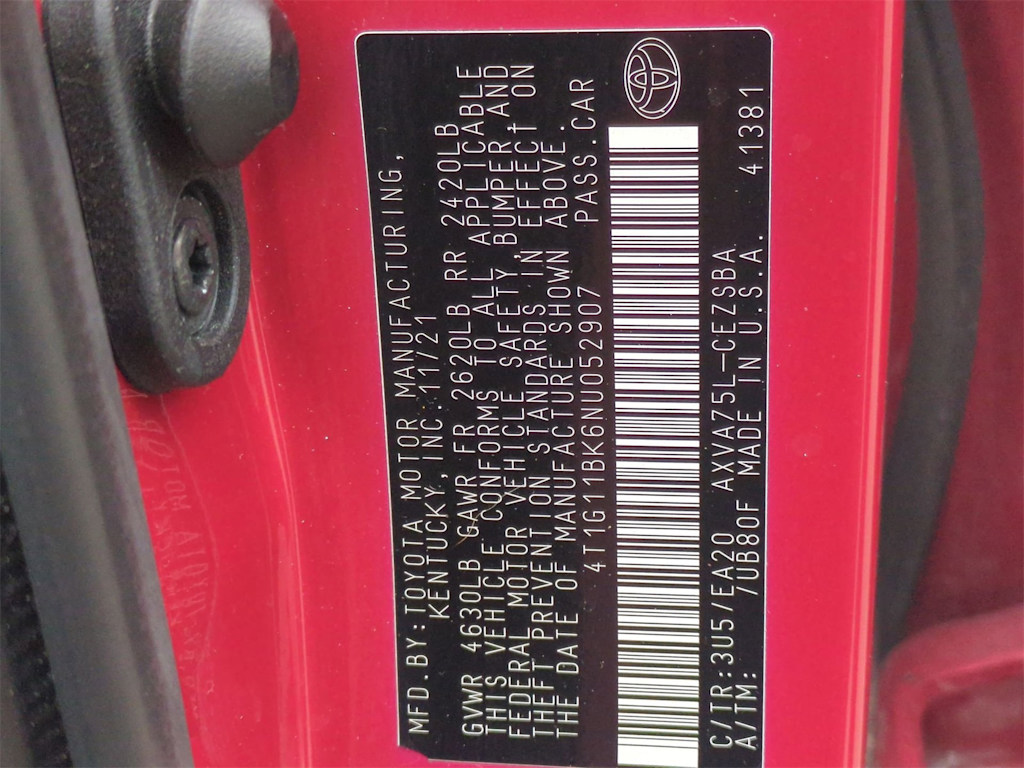 MFD.BY:TOYOTA MOTOR MANUFACTURING,
KENTUCKY, INC. 11/21
GVWR 4630LB GAWR FR 2620LB RR 2420LB
THIS VEHICLE CONFORMS TO ALL APPLICABLE
FEDERAL MOTOR VEHICLE SAFETY, BUMPER, AND
THEFT PREVENTION STANDARDS IN EFFECT ON
THE DATE OF MANUFACTURE SHOWN ABOVE.
4T1G11BK6NU052907 PASS.CAR
C/TR:3U5/EA20 AXVA75L-CEZSBA
A/TM: /UB80F MADE IN U.S.A. 41381